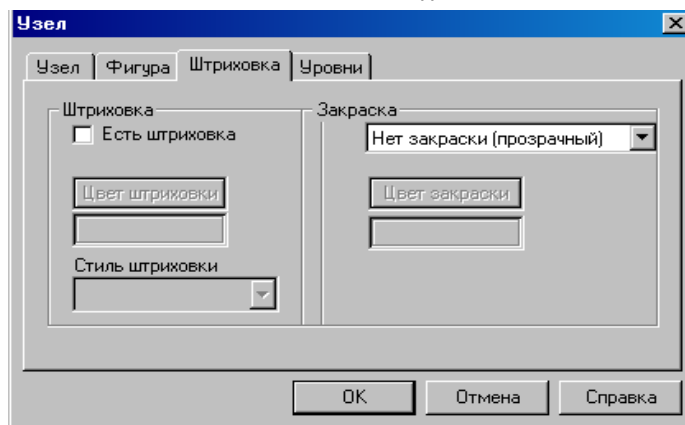 Узел
Узел Фигура Штриховка Уровни
Штриховка
Есть штриховка
Цвет штриховки
Стиль штриховки
Закраска
Нет закраски (прозрачный)
Цвет закраски
OK Отмена Справка